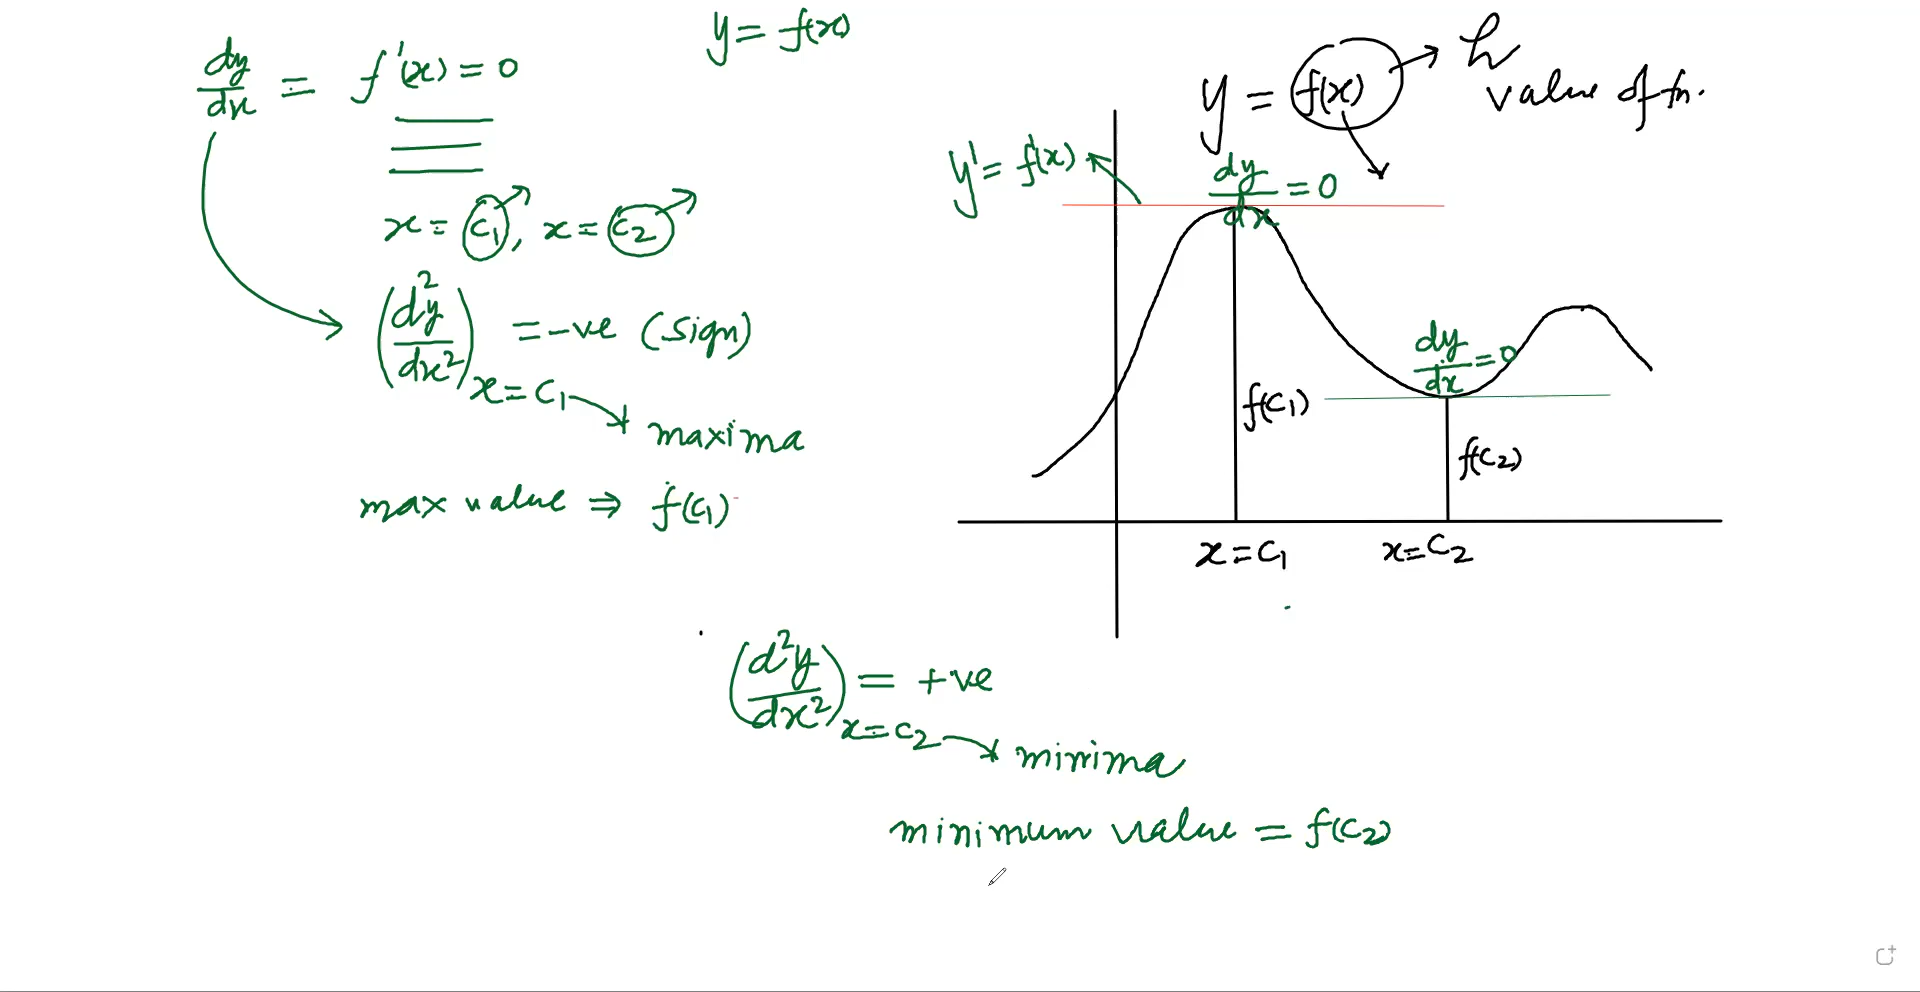 y = f(x)
dy/dx = f'(x) = 0
x = c₁, x = c₂
(d²y/dx²) x = c₁ = -ve (sign)
maxima
max value ⇒ f(c₁)
y = f(x) → h
value of fn.
y' = f'(x)
dy/dx = 0
dy/dx = 0
f(c₁)
f(c₂)
x = c₁
x = c₂
(d²y/dx²) x = c₂ = +ve
minima
minimum value = f(c₂)